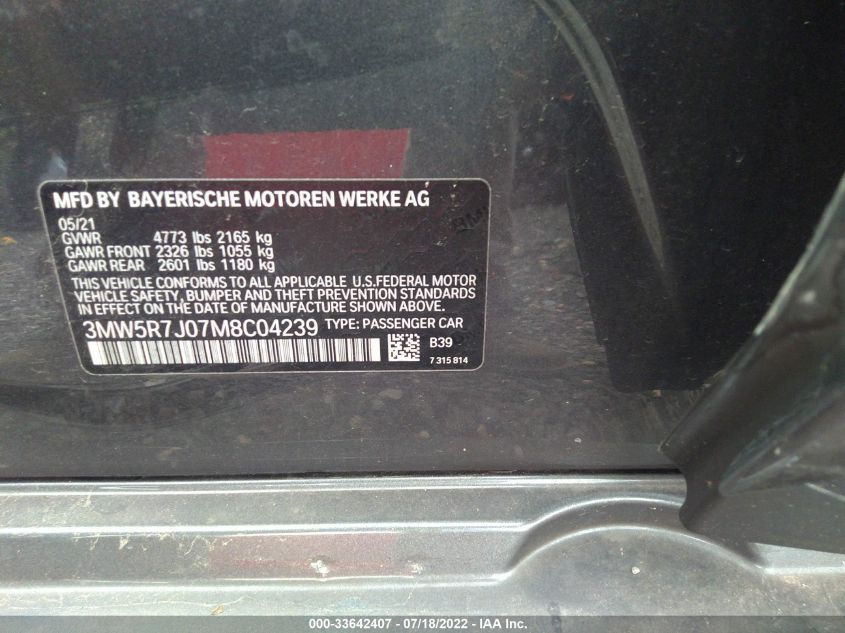 MFD BY BAYERISCHE MOTOREN WERKE AG
05/21
GVWR 4773 lbs 2165 kg
GAWR FRONT 2326 lbs 1055 kg
GAWR REAR 2601 lbs 1180 kg
THIS VEHICLE CONFORMS TO ALL APPLICABLE U.S.FEDERAL MOTOR
VEHICLE SAFETY, BUMPER AND THEFT PREVENTION STANDARDS
IN EFFECT ON THE DATE OF MANUFACTURE SHOWN ABOVE.
3MW5R7J07M8C04239 TYPE: PASSENGER CAR
B39
7 315 814
000-33642407 - 07/18/2022 - IAA Inc.